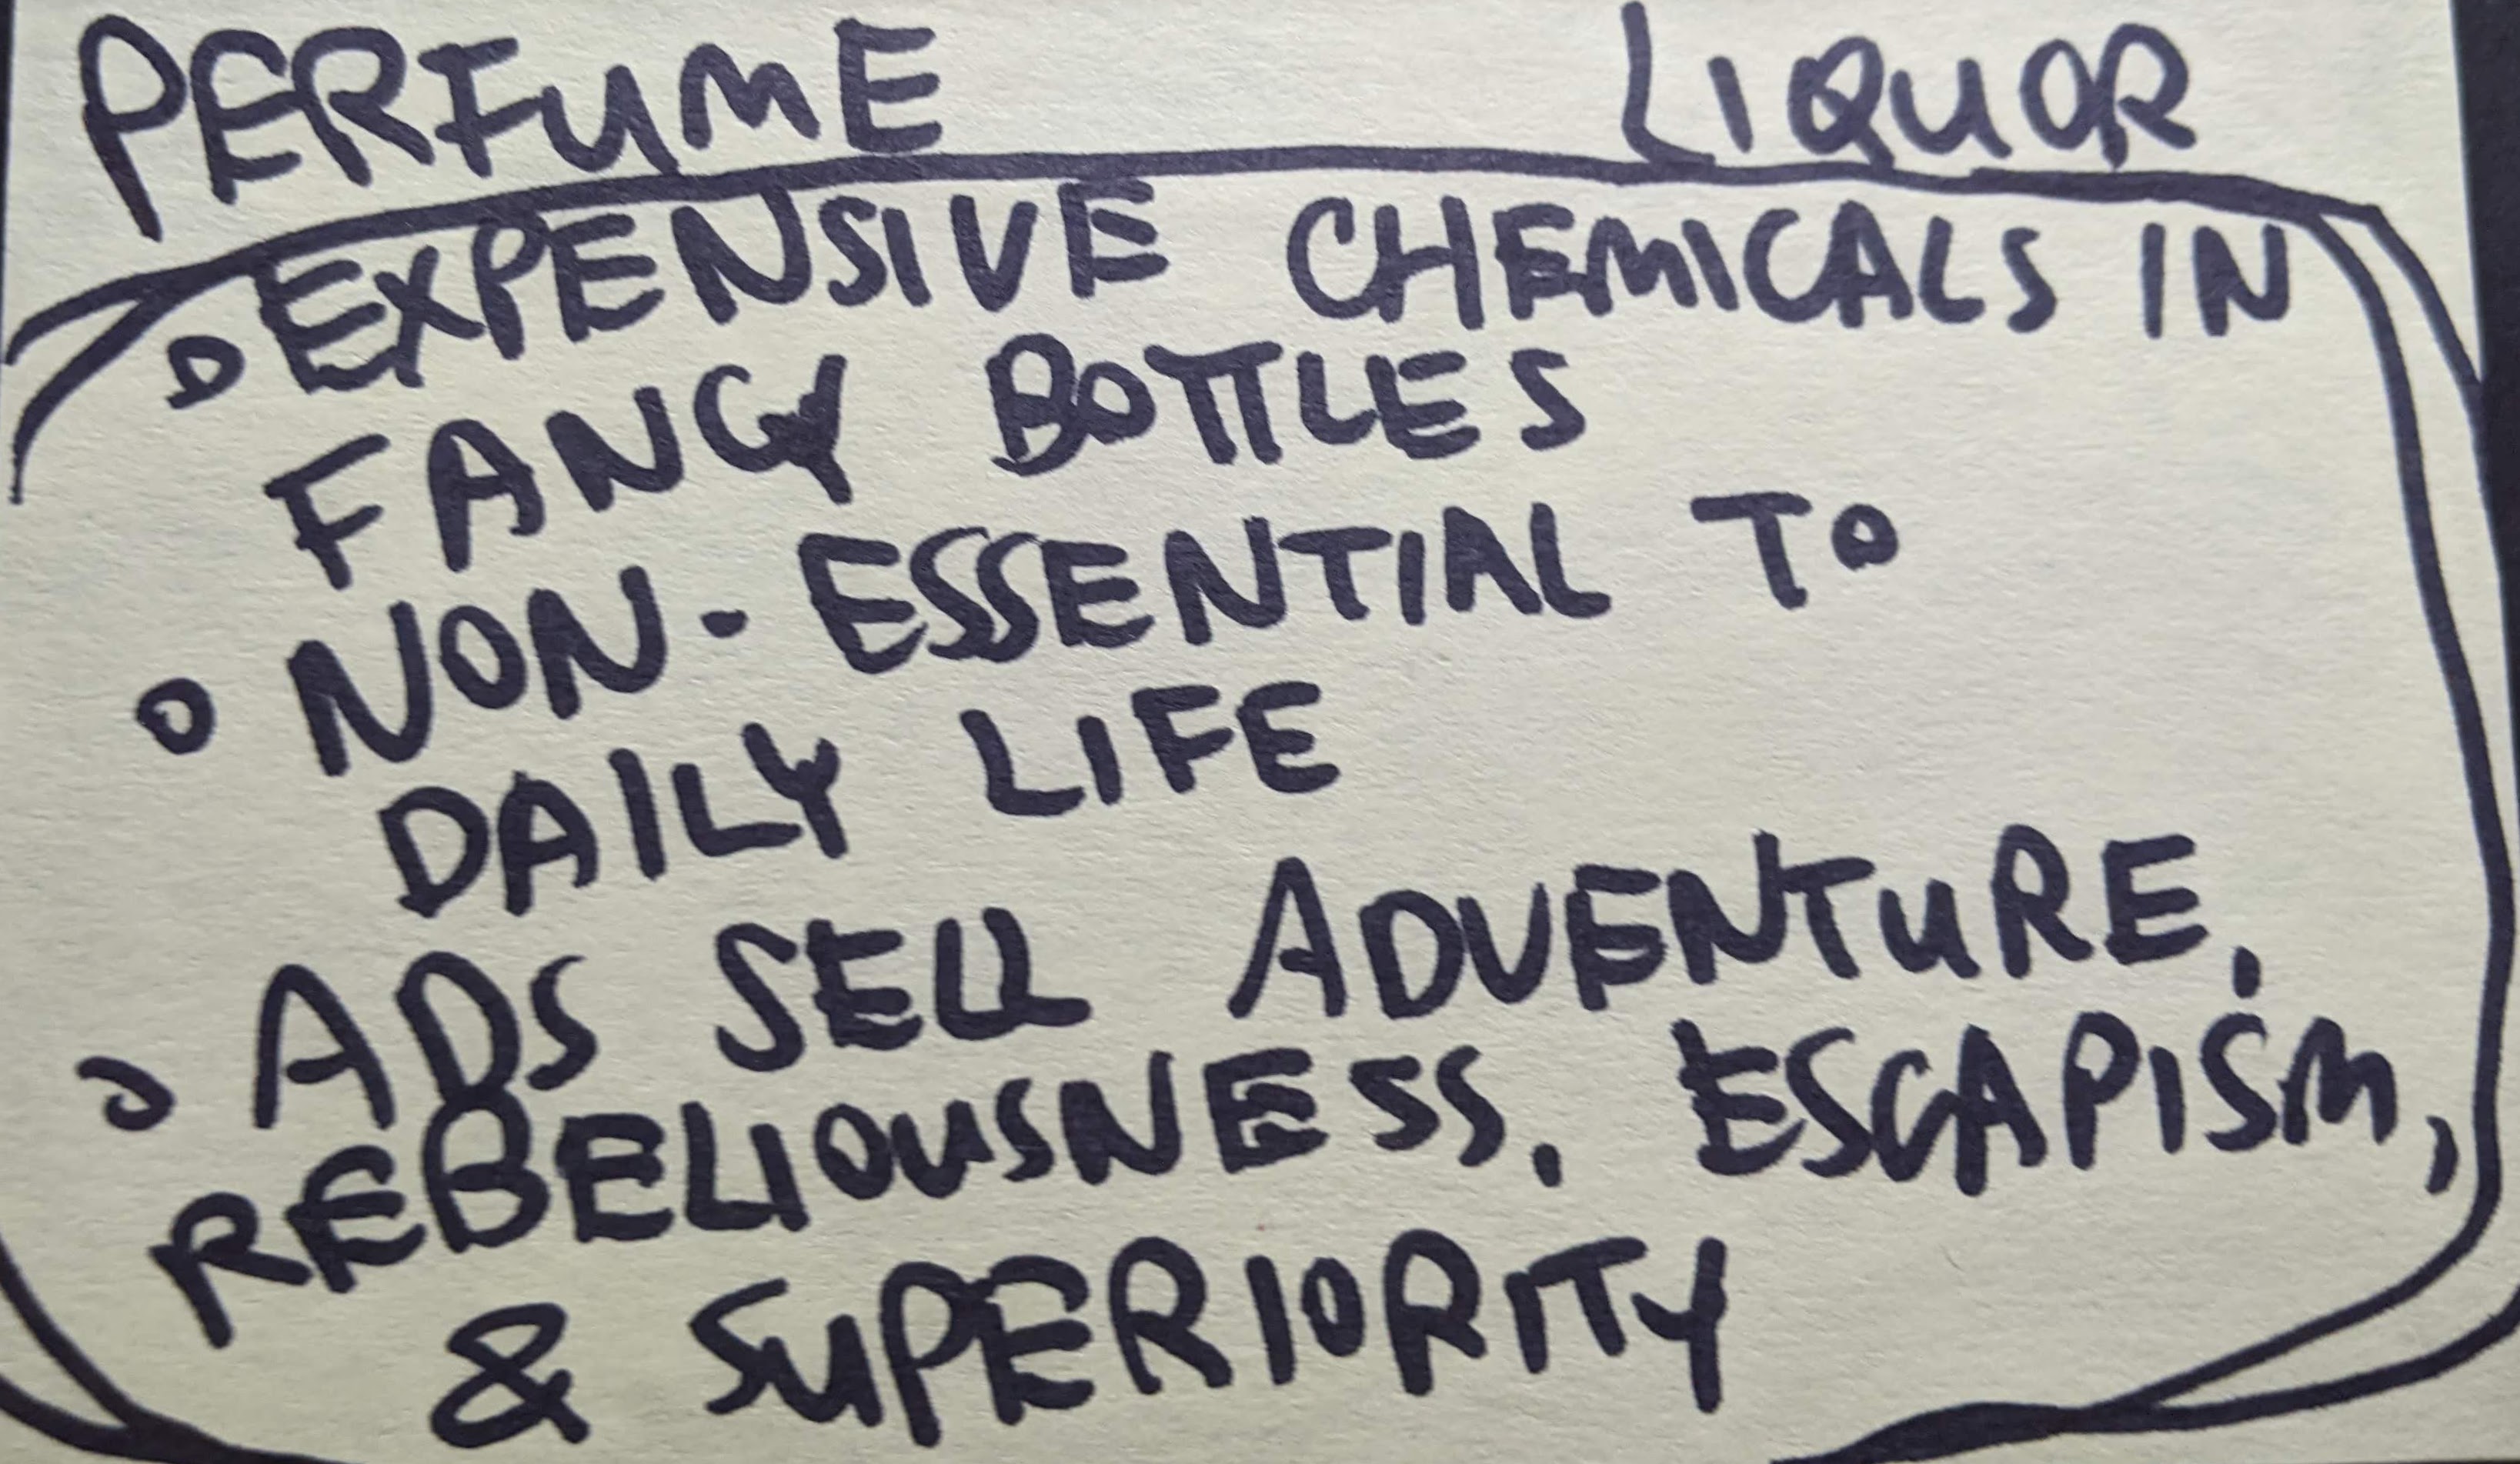 PERFUME LIQUOR
° EXPENSIVE CHEMICALS IN
FANCY BOTTLES
° NON-ESSENTIAL TO
DAILY LIFE
° ADS SELL ADVENTURE,
REBELIOUSNESS, ESCAPISM,
& SUPERIORITY